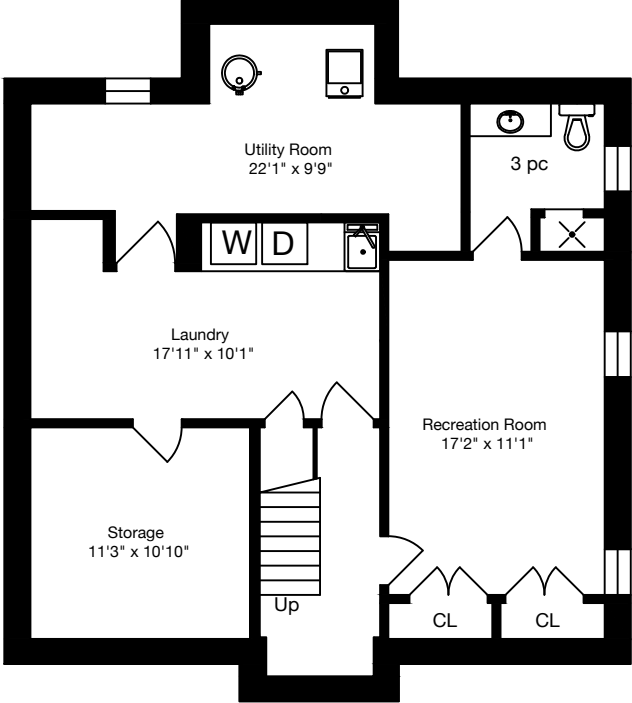 Utility Room
22'1" x 9'9"
3 pc
W D
Laundry
17'11" x 10'1"
Recreation Room
17'2" x 11'1"
Storage
11'3" x 10'10"
Up
CL
CL